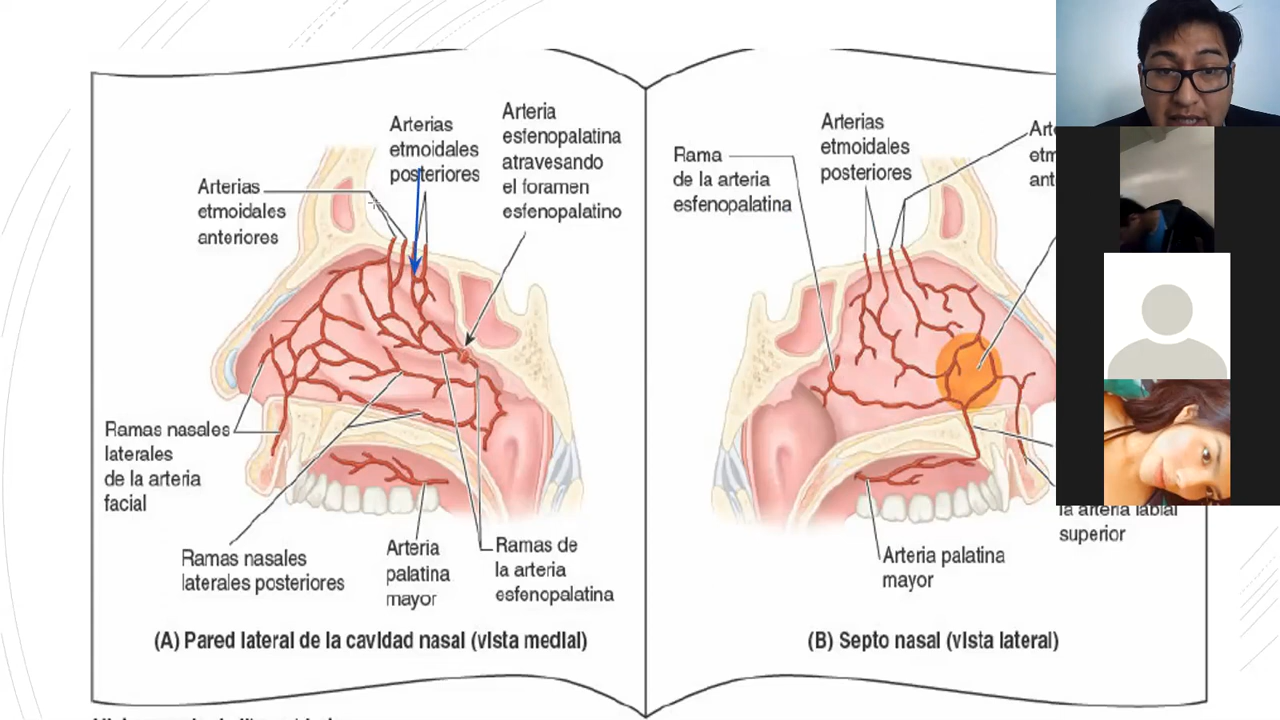 Arterias
etmoidales
posteriores
Arteria
esfenopalatina
atravesando
el foramen
esfenopalatino
Arterias
etmoidales
anteriores
Ramas nasales
laterales
de la arteria
facial
Ramas nasales
laterales posteriores
Arteria
palatina
mayor
Ramas de
la arteria
esfenopalatina
(A) Pared lateral de la cavidad nasal (vista medial)
Rama
de la arteria
esfenopalatina
Arterias
etmoidales
posteriores
Arte
etm
ant
la arteria labial
superior
Arteria palatina
mayor
(B) Septo nasal (vista lateral)